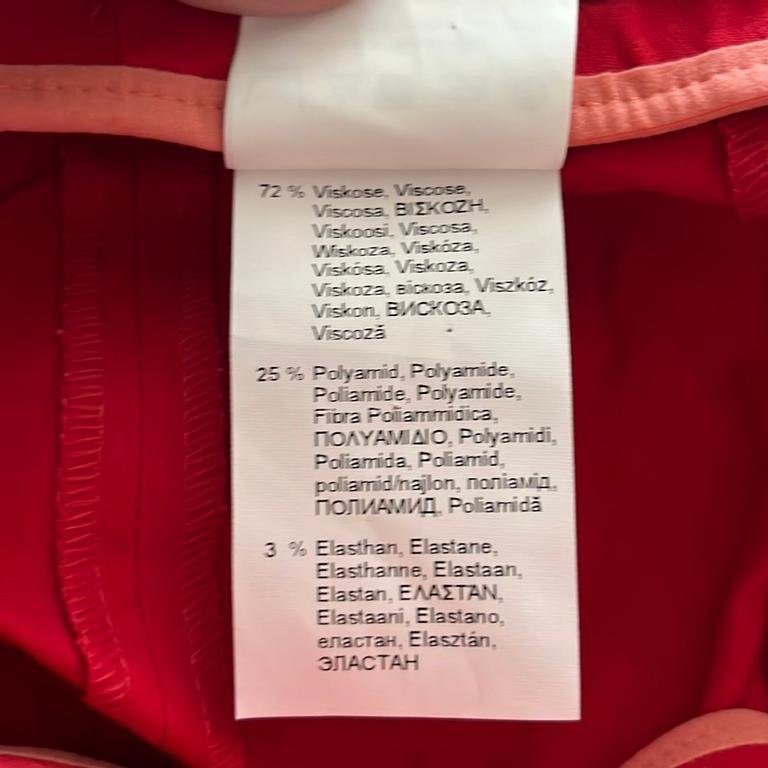 72 % Viskose, Viscose,
Viscosa, ΒΙΣΚΟΖΗ,
Viskoosi, Viscosa,
Wiskoza, Viskóza,
Viskósa, Viskoza,
Viskoza, віскоза, Viszkóz,
Viskon, ВИСКОЗА,
Viscoză
25 % Polyamid, Polyamide,
Poliamide, Polyamide,
Fibra Poliammidica,
ΠΟΛΥΑΜΙΔΙΟ, Polyamidi,
Poliamida, Poliamid,
poliamid/najlon, поліамід,
ПОЛИАМИД, Poliamidă
3 % Elasthan, Elastane,
Elasthanne, Elastaan,
Elastan, ΕΛΑΣΤΑΝ,
Elastaani, Elastano,
еластан, Elasztán,
ЭЛАСТАН